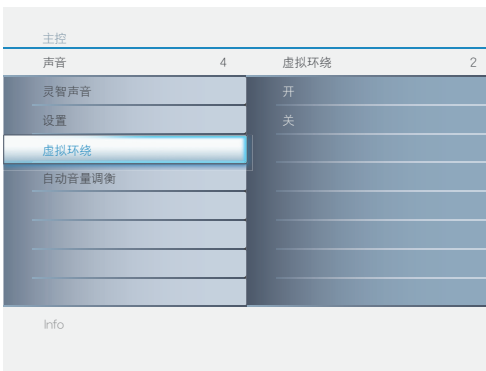 主控
声音 4 虚拟环绕 2
灵智声音 开
设置 关
虚拟环绕
自动音量调衡
Info